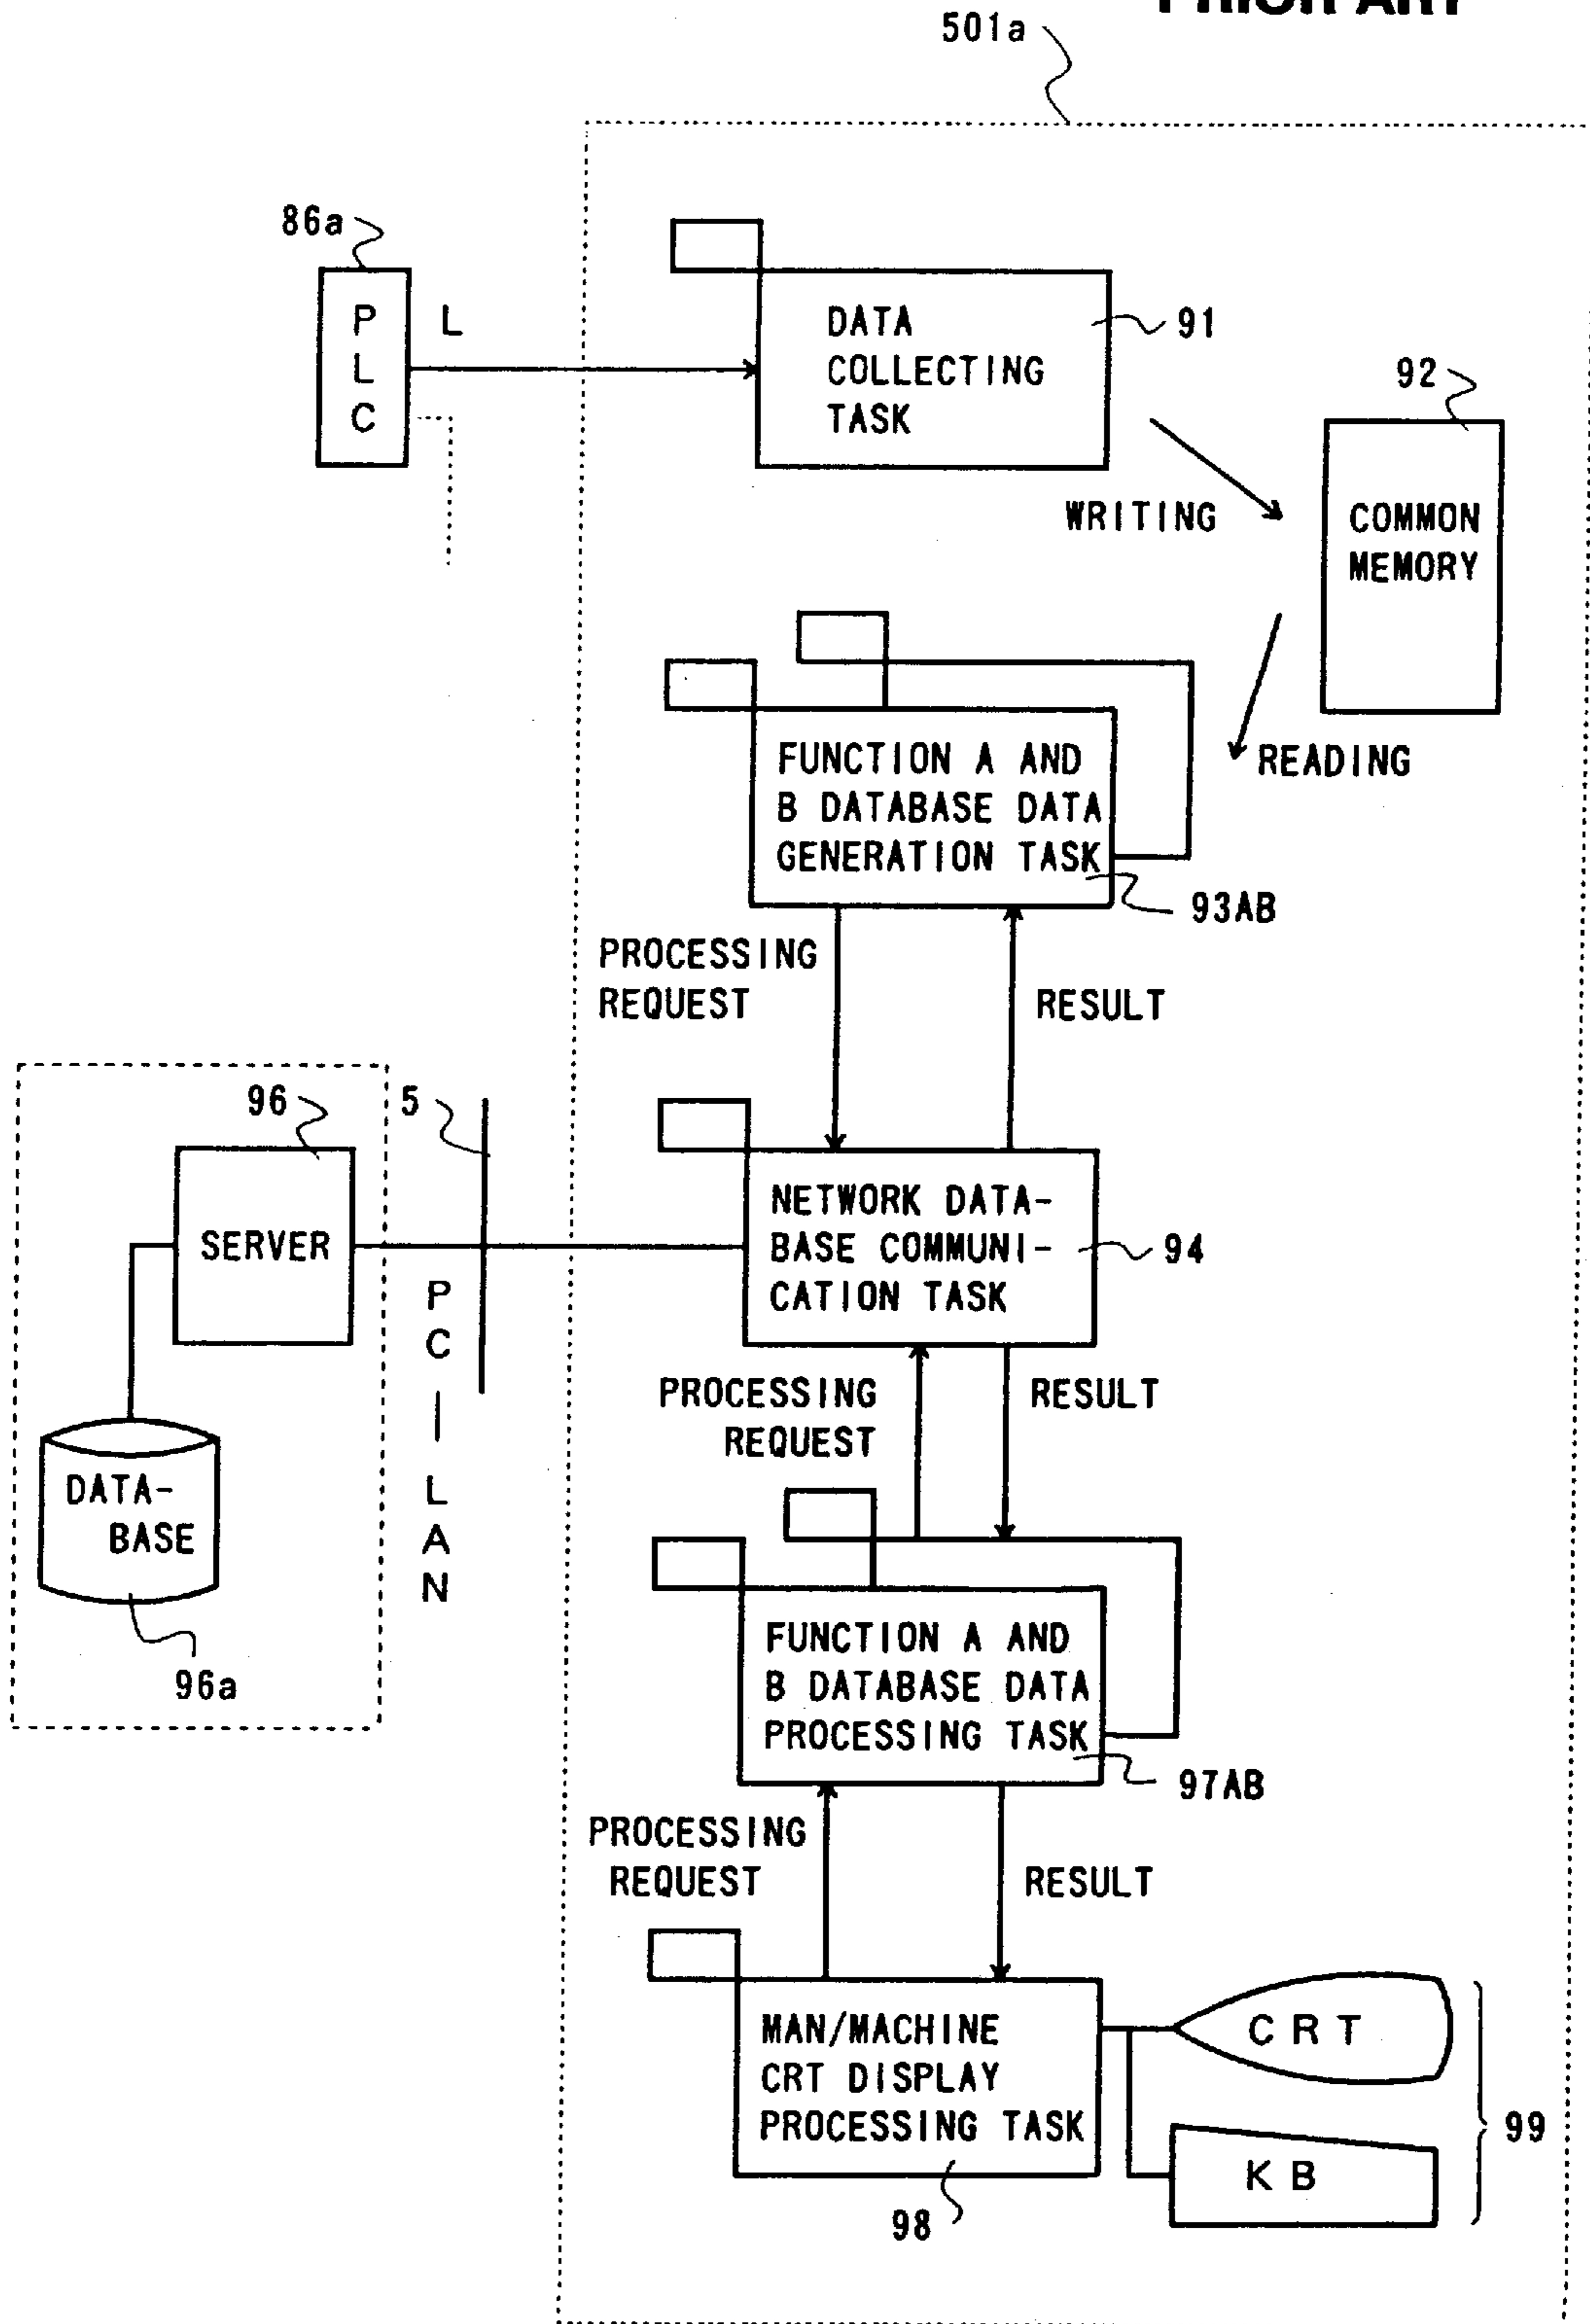 PRIOR ART
501a
86a
P
L
C
L
DATA
COLLECTING
TASK
91
92
WRITING
COMMON
MEMORY
READING
FUNCTION A AND
B DATABASE DATA
GENERATION TASK
93AB
PROCESSING
REQUEST
RESULT
96
5
SERVER
NETWORK DATA-
BASE COMMUNI-
CATION TASK
94
P
C
|
L
A
N
PROCESSING
REQUEST
RESULT
DATA-
BASE
96a
FUNCTION A AND
B DATABASE DATA
PROCESSING TASK
97AB
PROCESSING
REQUEST
RESULT
MAN/MACHINE
CRT DISPLAY
PROCESSING TASK
98
CRT
KB
99